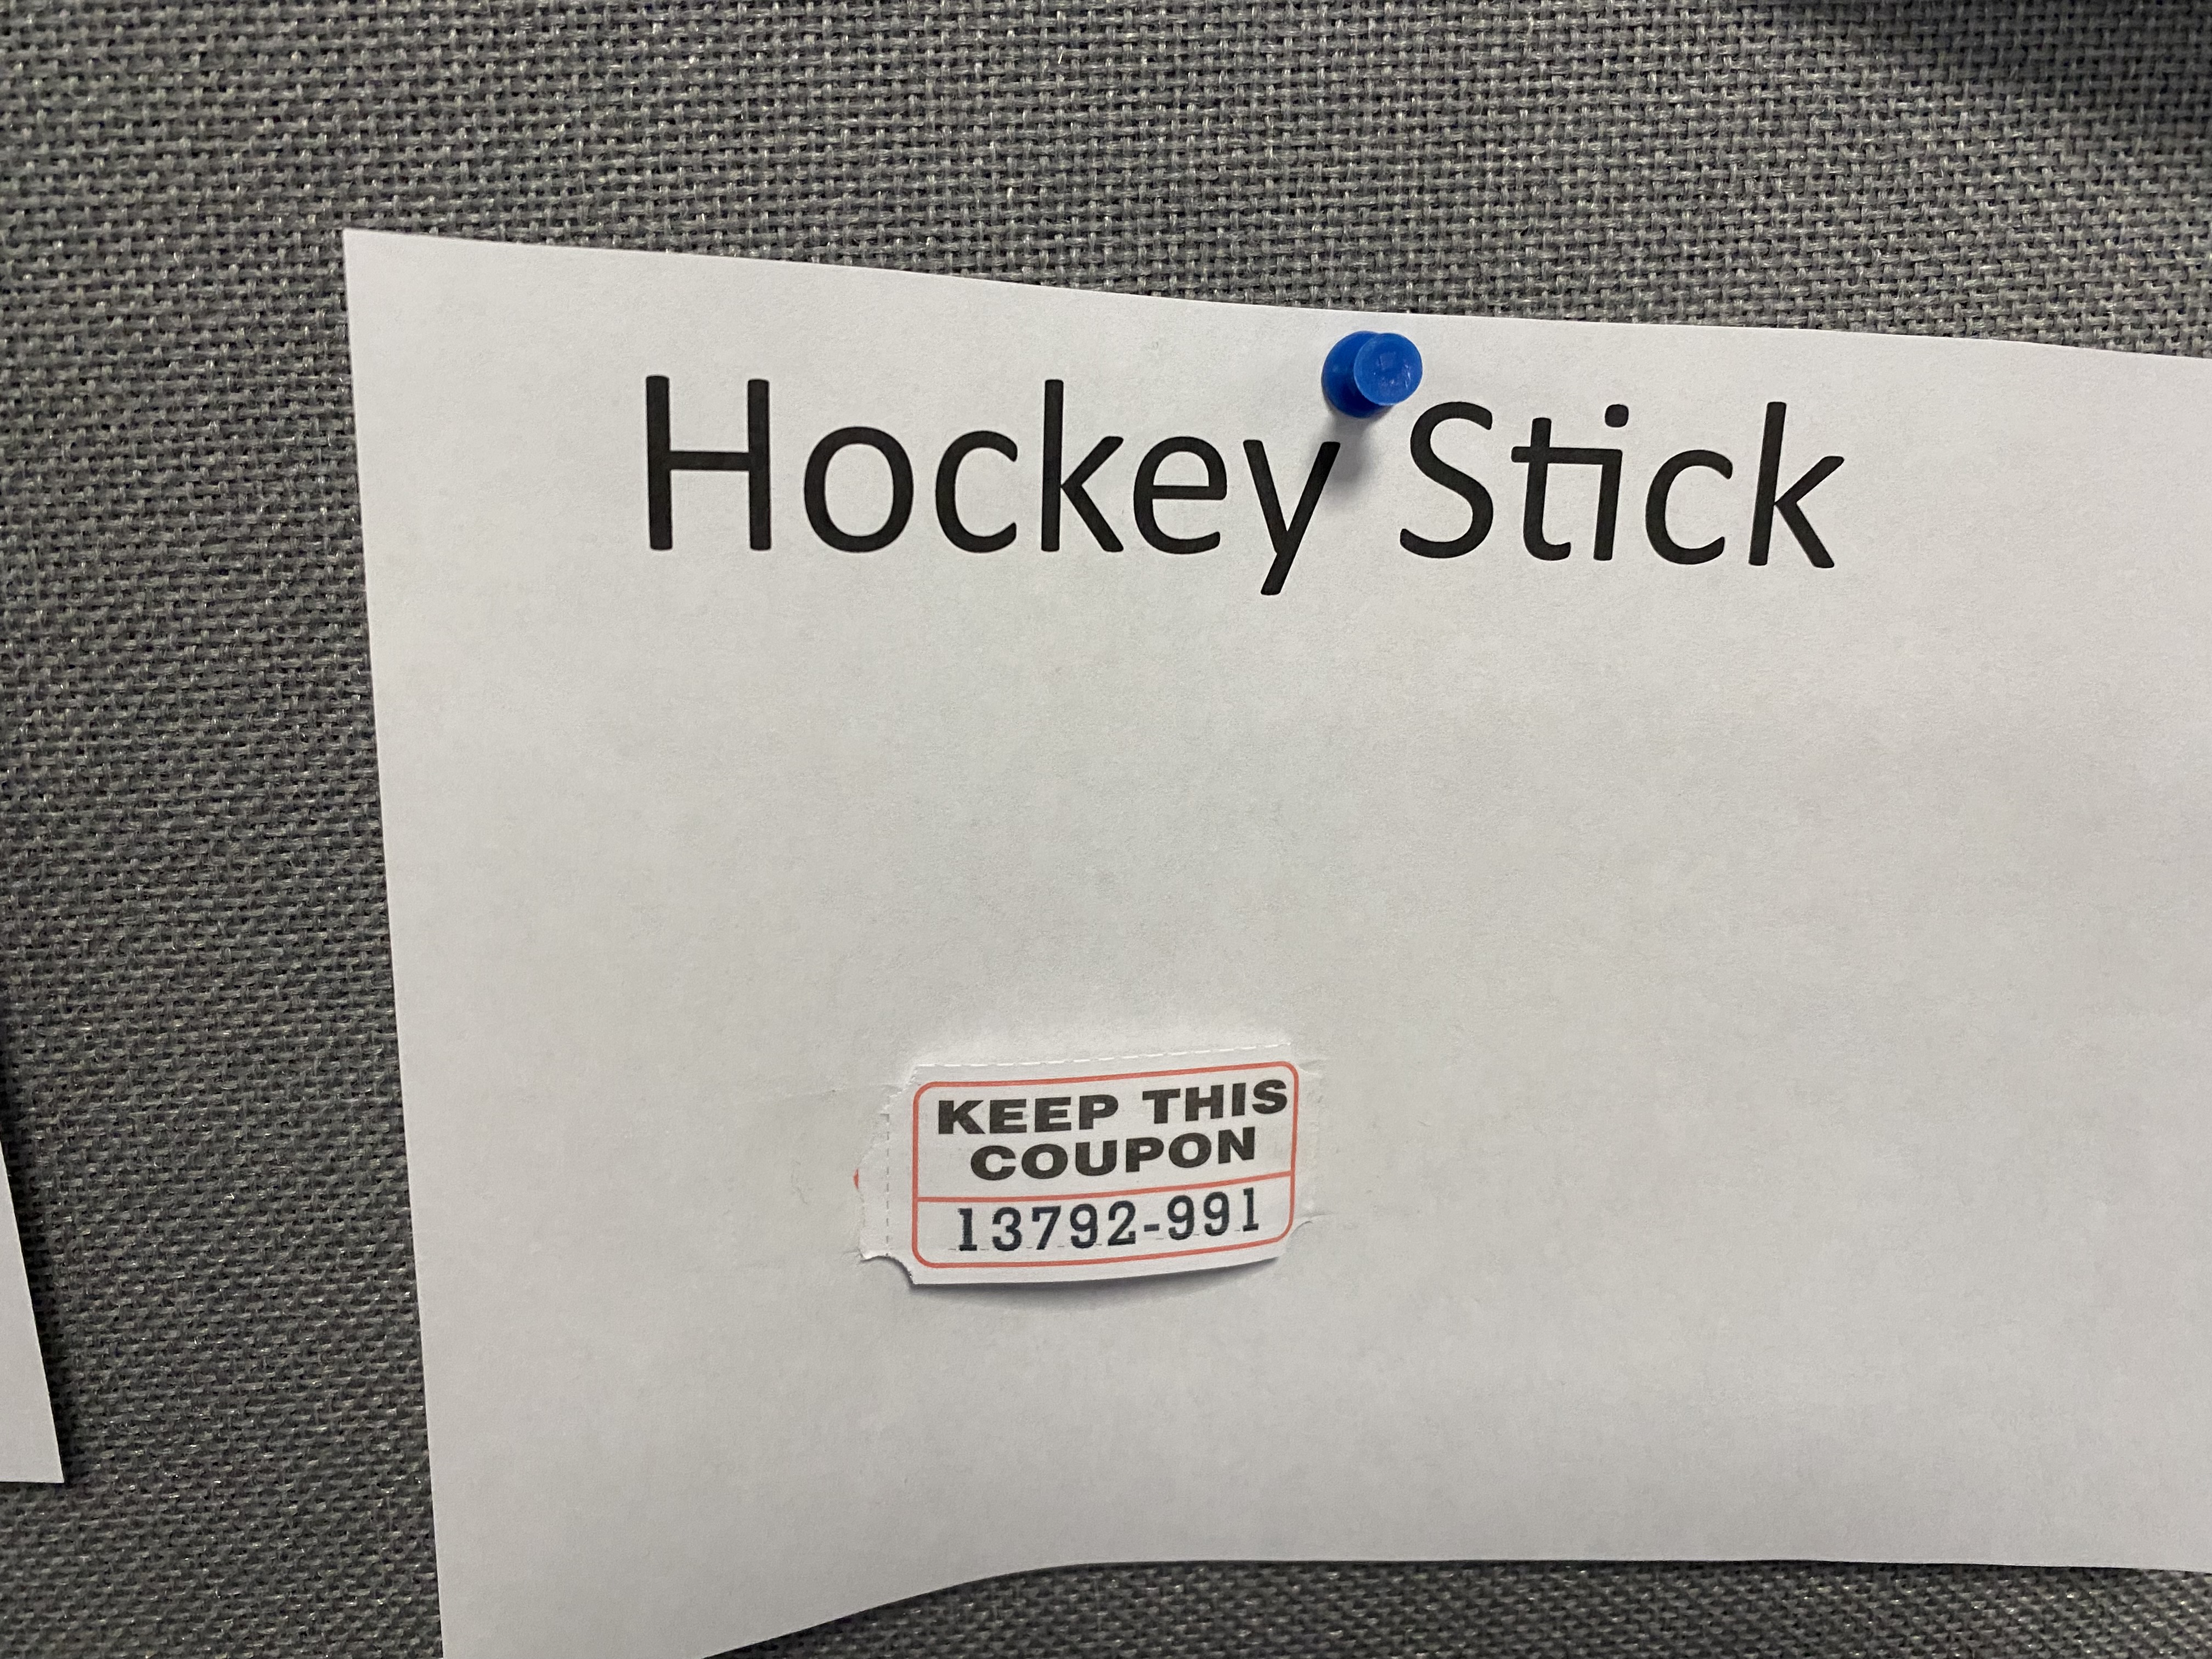 Hockey Stick
KEEP THIS
COUPON
13792-991